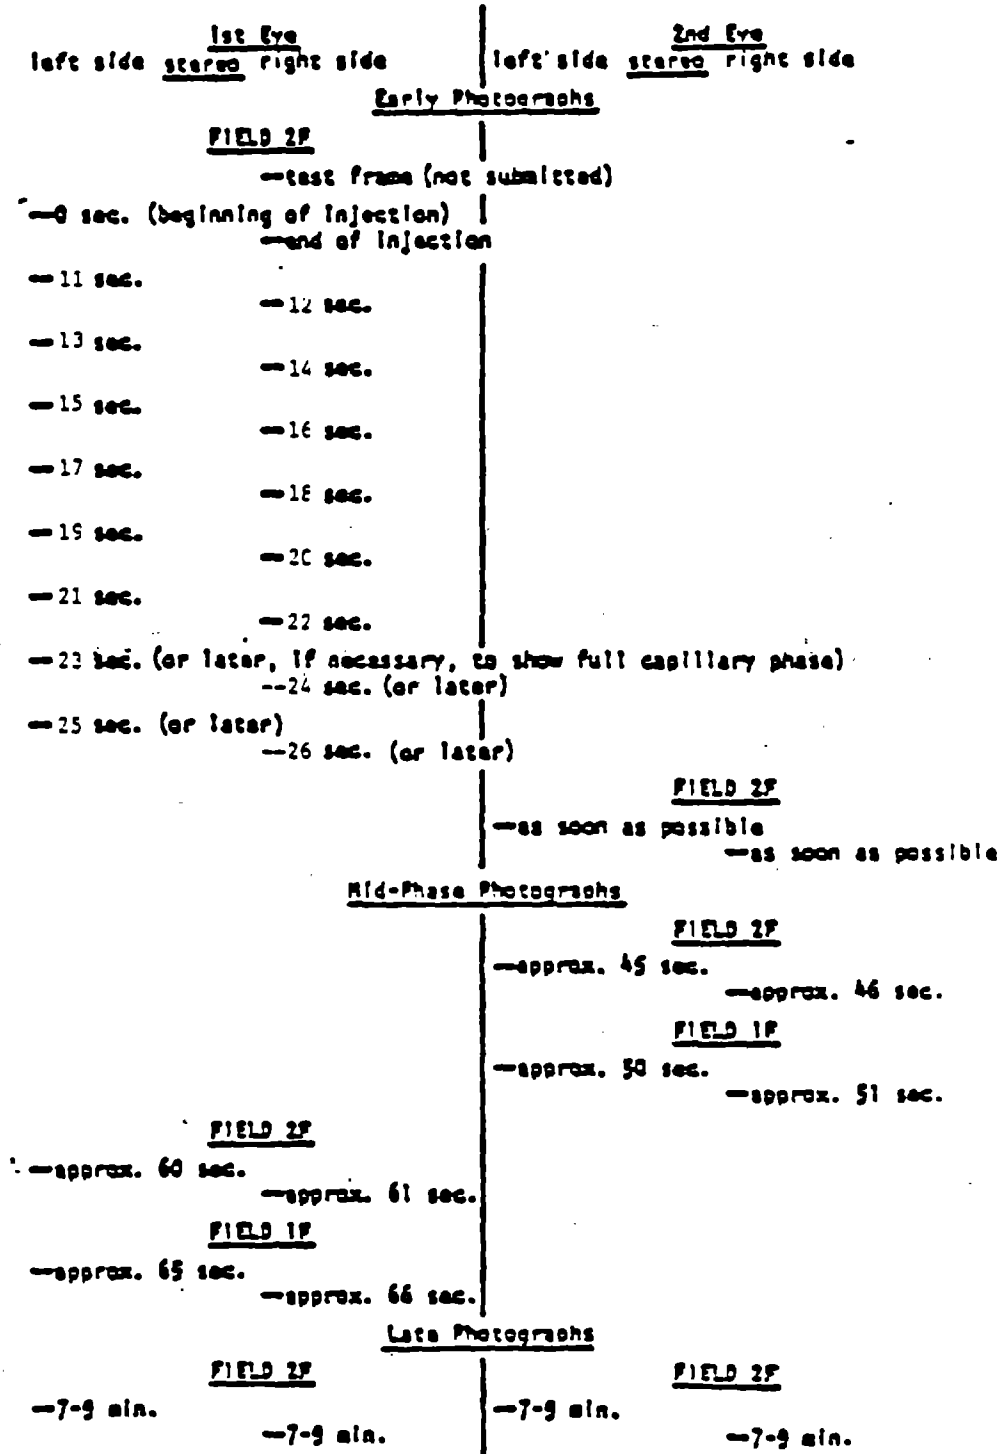 1st Eye 2nd Eye
left side stereo right side left side stereo right side
Early Photographs
FIELD 2F
—test frame (not submitted)
—0 sec. (beginning of injection)
—end of injection
—11 sec.
—12 sec.
—13 sec.
—14 sec.
—15 sec.
—16 sec.
—17 sec.
—18 sec.
—19 sec.
—20 sec.
—21 sec.
—22 sec.
—23 sec. (or later, if necessary, to show full capillary phase)
--24 sec. (or later)
—25 sec. (or later)
--26 sec. (or later)
FIELD 2F
—as soon as possible
—as soon as possible
Mid-Phase Photographs
FIELD 2F
—approx. 45 sec.
—approx. 46 sec.
FIELD 1F
—approx. 50 sec.
—approx. 51 sec.
FIELD 2F
—approx. 60 sec.
—approx. 61 sec.
FIELD 1F
—approx. 65 sec.
—approx. 66 sec.
Late Photographs
FIELD 2F FIELD 2F
—7-9 min. —7-9 min.
—7-9 min. —7-9 min.